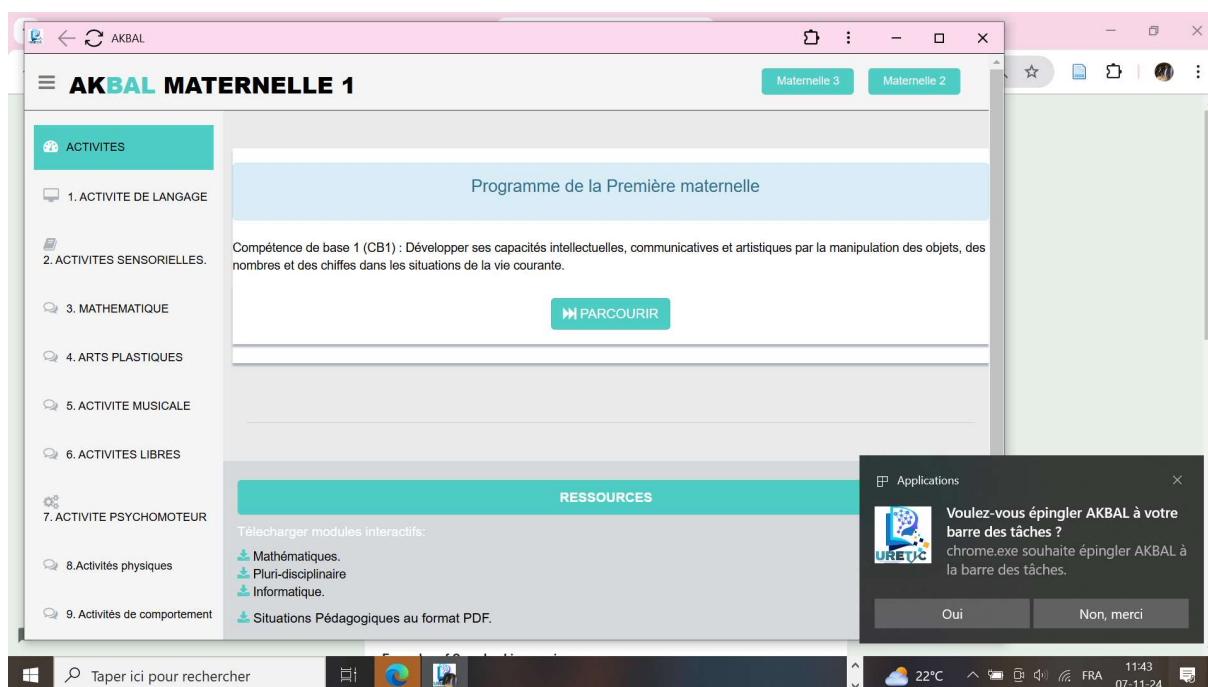 AKBAL
AKBAL MATERNELLE 1
Maternelle 3
Maternelle 2
ACTIVITES
1. ACTIVITE DE LANGAGE
2. ACTIVITES SENSORIELLES.
3. MATHEMATIQUE
4. ARTS PLASTIQUES
5. ACTIVITE MUSICALE
6. ACTIVITES LIBRES
7. ACTIVITE PSYCHOMOTEUR
8.Activités physiques
9. Activités de comportement
Programme de la Première maternelle
Compétence de base 1 (CB1) : Développer ses capacités intellectuelles, communicatives et artistiques par la manipulation des objets, des
nombres et des chiffes dans les situations de la vie courante.
PARCOURIR
RESSOURCES
Télecharger modules interactifs:
Mathématiques.
Pluri-disciplinaire
Informatique.
Situations Pédagogiques au format PDF.
Applications
URETIC
Voulez-vous épingler AKBAL à votre
barre des tâches ?
chrome.exe souhaite épingler AKBAL à
la barre des tâches.
Oui
Non, merci
Taper ici pour rechercher
22°C
FRA
11:43
07-11-24